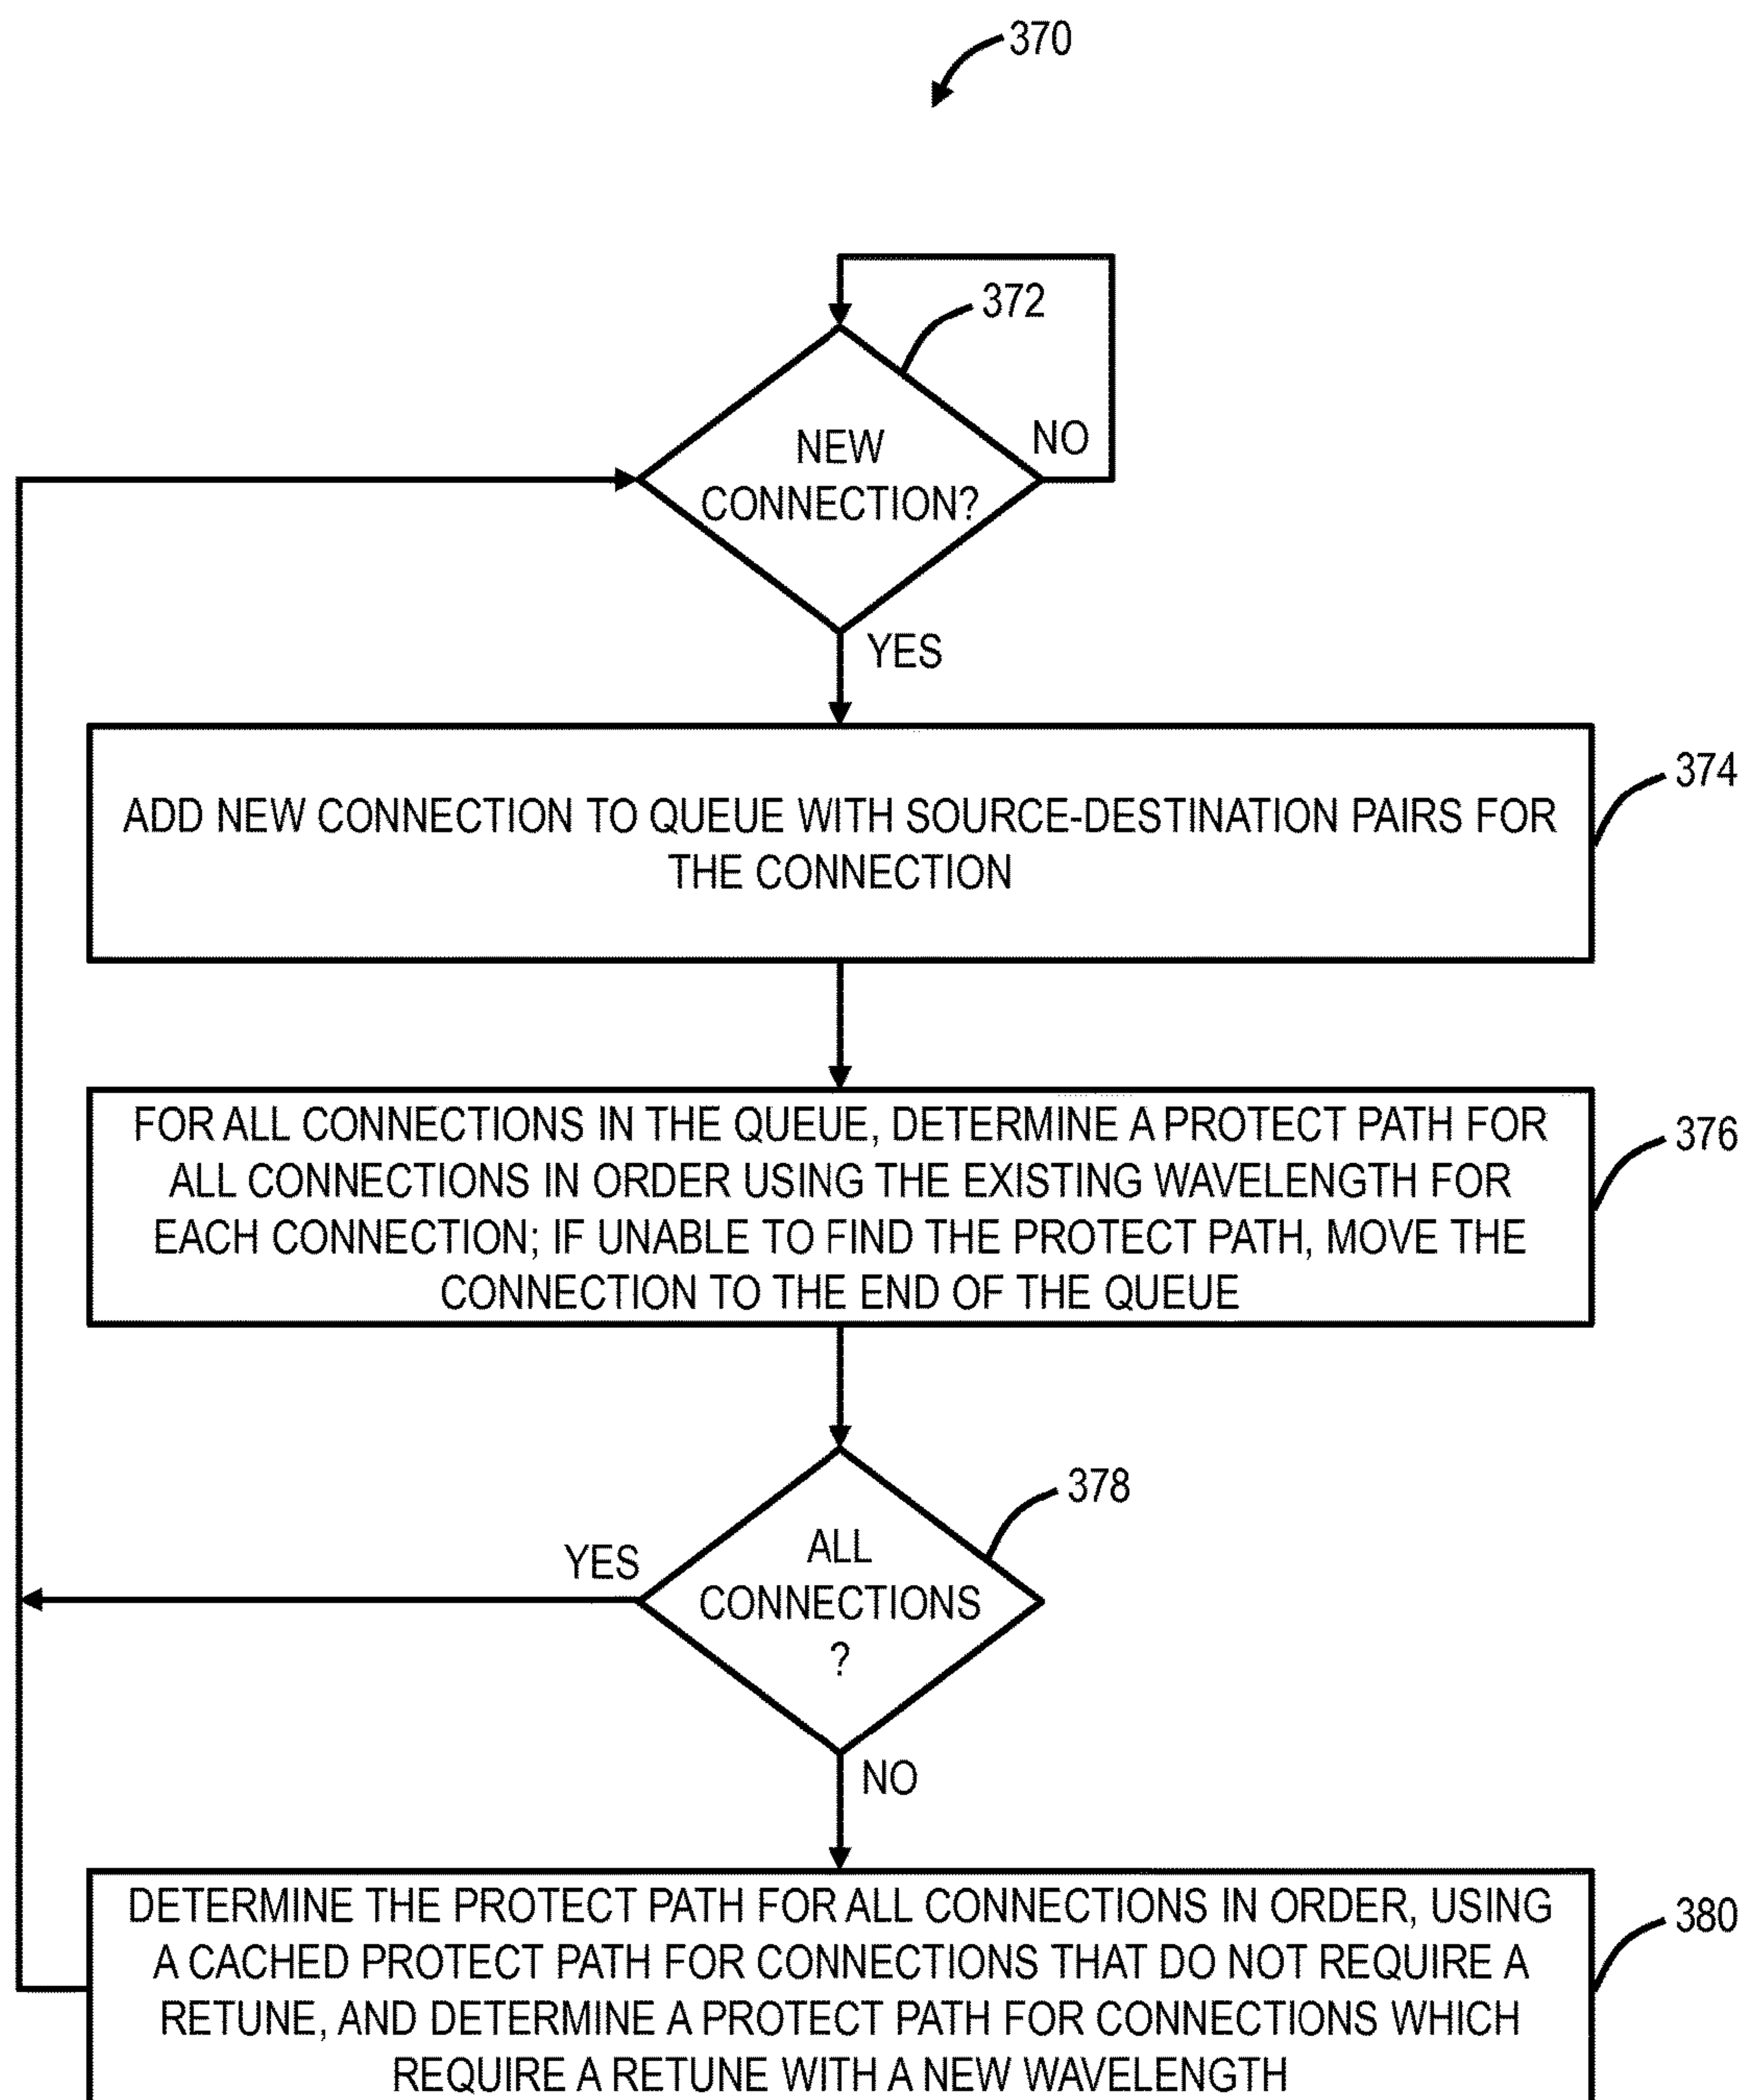 370
372
NEW
CONNECTION?
NO
YES
374
ADD NEW CONNECTION TO QUEUE WITH SOURCE-DESTINATION PAIRS FOR
THE CONNECTION
376
FOR ALL CONNECTIONS IN THE QUEUE, DETERMINE A PROTECT PATH FOR
ALL CONNECTIONS IN ORDER USING THE EXISTING WAVELENGTH FOR
EACH CONNECTION; IF UNABLE TO FIND THE PROTECT PATH, MOVE THE
CONNECTION TO THE END OF THE QUEUE
378
YES
ALL
CONNECTIONS
?
NO
380
DETERMINE THE PROTECT PATH FOR ALL CONNECTIONS IN ORDER, USING
A CACHED PROTECT PATH FOR CONNECTIONS THAT DO NOT REQUIRE A
RETUNE, AND DETERMINE A PROTECT PATH FOR CONNECTIONS WHICH
REQUIRE A RETUNE WITH A NEW WAVELENGTH